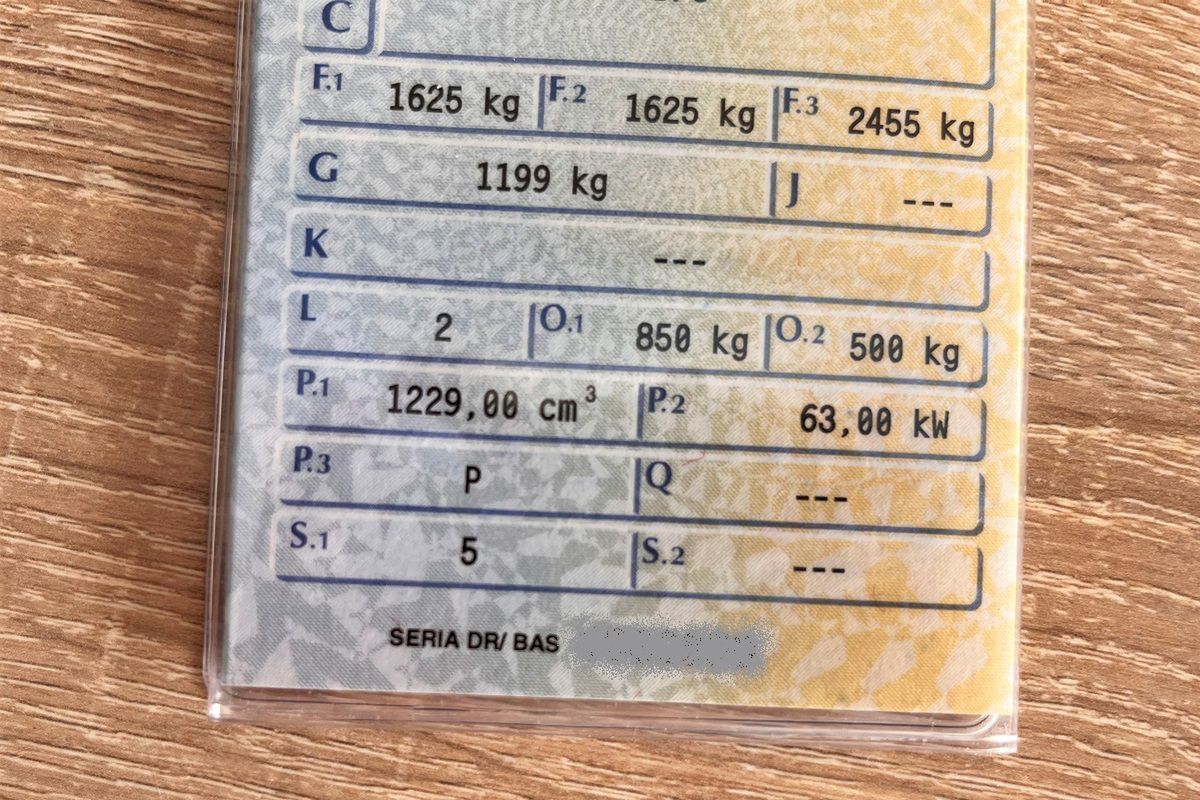 C
F.1 1625 kg F.2 1625 kg F.3 2455 kg
G 1199 kg J ---
K ---
L 2 O.1 850 kg O.2 500 kg
P.1 1229,00 cm³ P.2 63,00 kW
P.3 P Q ---
S.1 5 S.2 ---
SERIA DR/ BAS